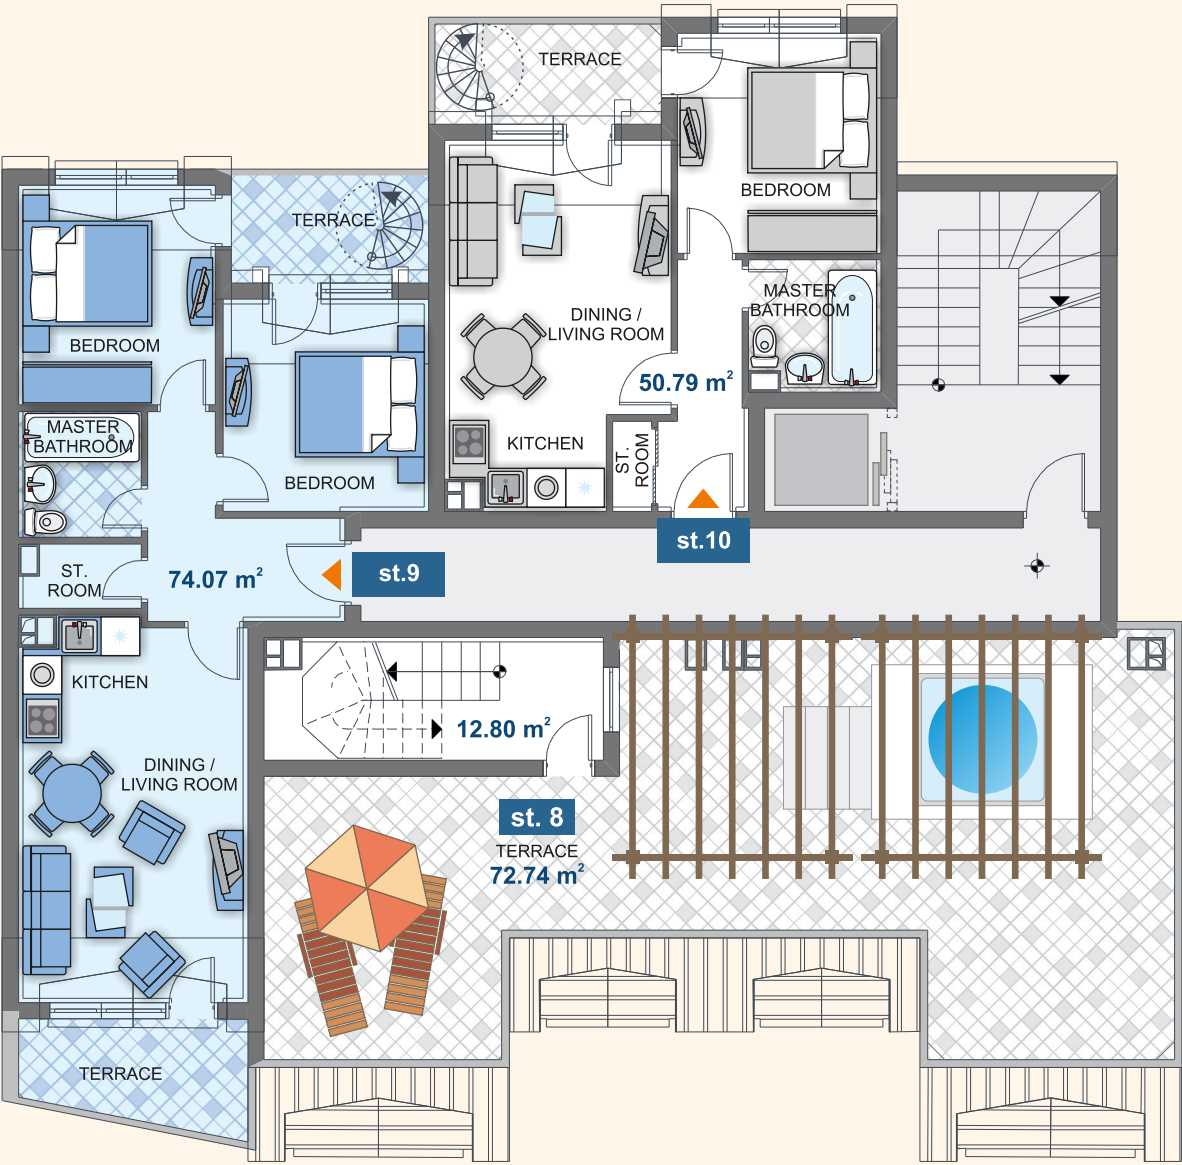 TERRACE
BEDROOM
TERRACE
MASTER
BATHROOM
DINING /
LIVING ROOM
BEDROOM
50.79 m²
MASTER
BATHROOM
KITCHEN
ST.
ROOM
BEDROOM
st.10
ST.
ROOM
74.07 m²
st.9
KITCHEN
12.80 m²
DINING /
LIVING ROOM
st. 8
TERRACE
72.74 m²
TERRACE